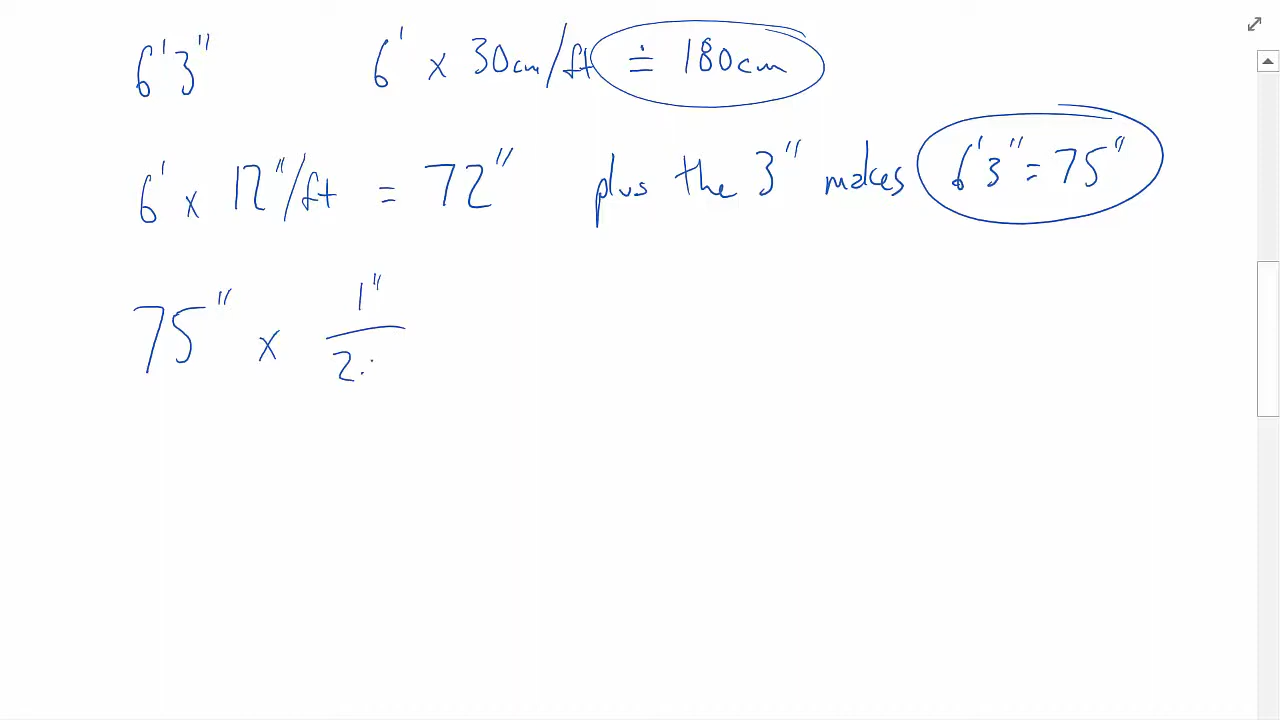 6'3" 6' x 30cm/ft ≐ 180cm
6' x 12"/ft = 72" plus the 3" makes 6'3" = 75"
75" x 1"
2.